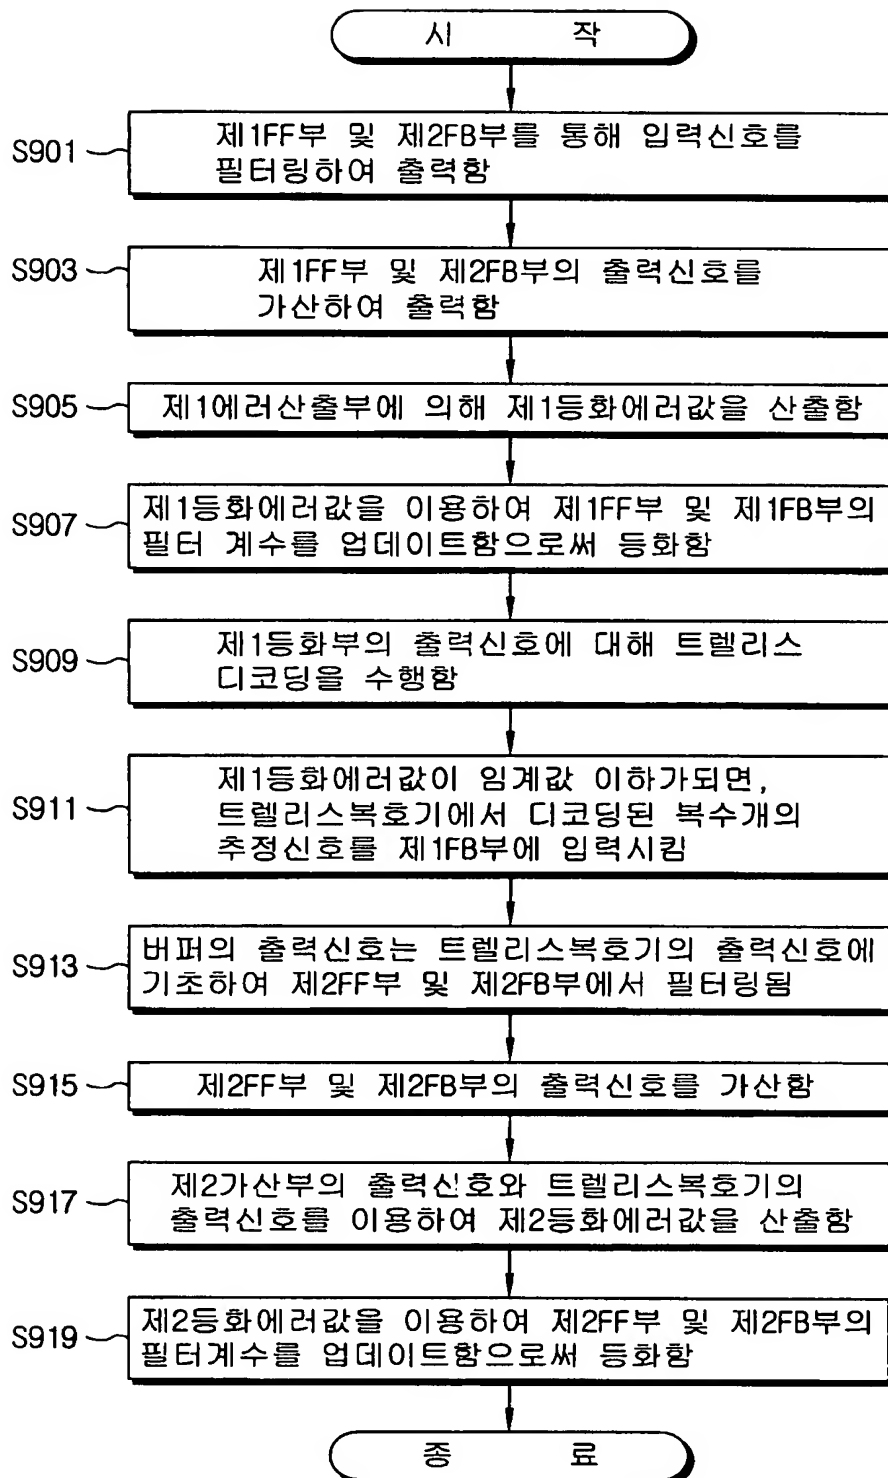 시 작
S901
제1FF부 및 제2FB부를 통해 입력신호를
필터링하여 출력함
S903
제1FF부 및 제2FB부의 출력신호를
가산하여 출력함
S905
제1에러산출부에 의해 제1등화에러값을 산출함
S907
제1등화에러값을 이용하여 제1FF부 및 제1FB부의
필터 계수를 업데이트함으로써 등화함
S909
제1등화부의 출력신호에 대해 트렐리스
디코딩을 수행함
S911
제1등화에러값이 임계값 이하가되면,
트렐리스복호기에서 디코딩된 복수개의
추정신호를 제1FB부에 입력시킴
S913
버퍼의 출력신호는 트렐리스복호기의 출력신호에
기초하여 제2FF부 및 제2FB부에서 필터링됨
S915
제2FF부 및 제2FB부의 출력신호를 가산함
S917
제2가산부의 출력신호와 트렐리스복호기의
출력신호를 이용하여 제2등화에러값을 산출함
S919
제2등화에러값을 이용하여 제2FF부 및 제2FB부의
필터계수를 업데이트함으로써 등화함
종 료